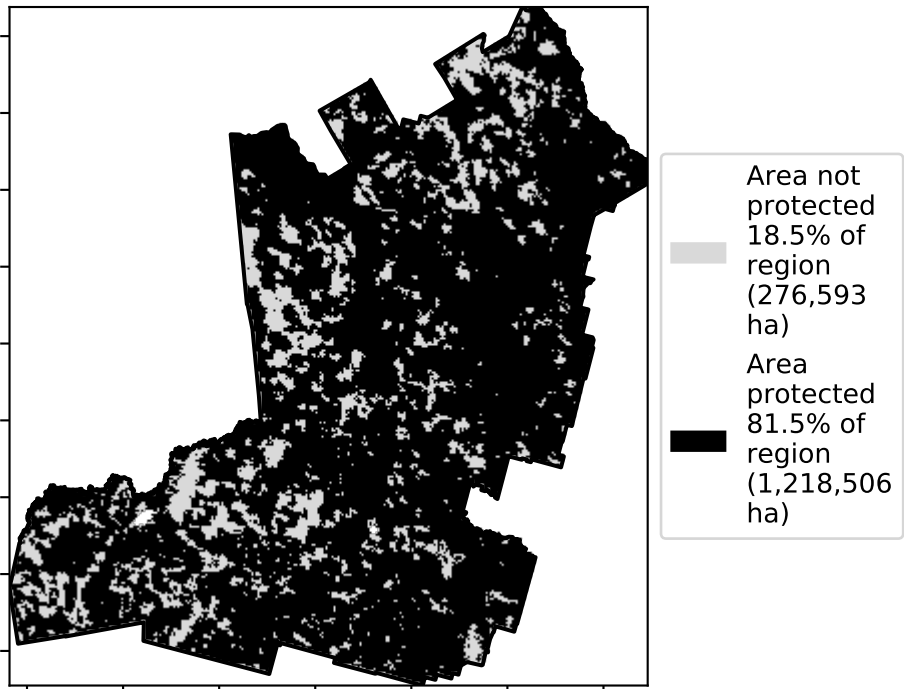 Area not
protected
18.5% of
region
(276,593
ha)
Area
protected
81.5% of
region
(1,218,506
ha)